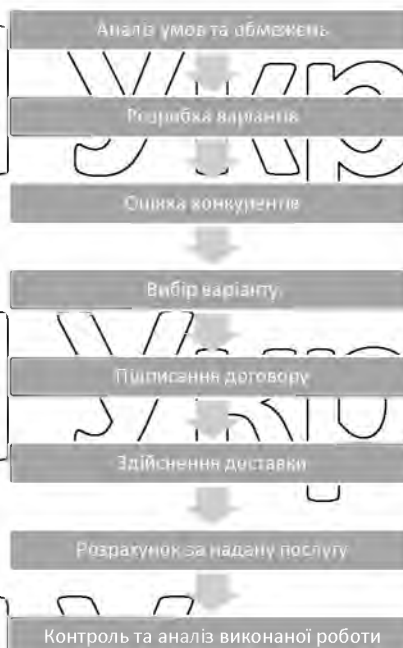 Аналіз умов та обмежень
Розробка варіантів
Оцінка конкурентів
Вибір варіанту
Підписання договору
Здійснення доставки
Розрахунок за надану послугу
Контроль та аналіз виконаної роботи